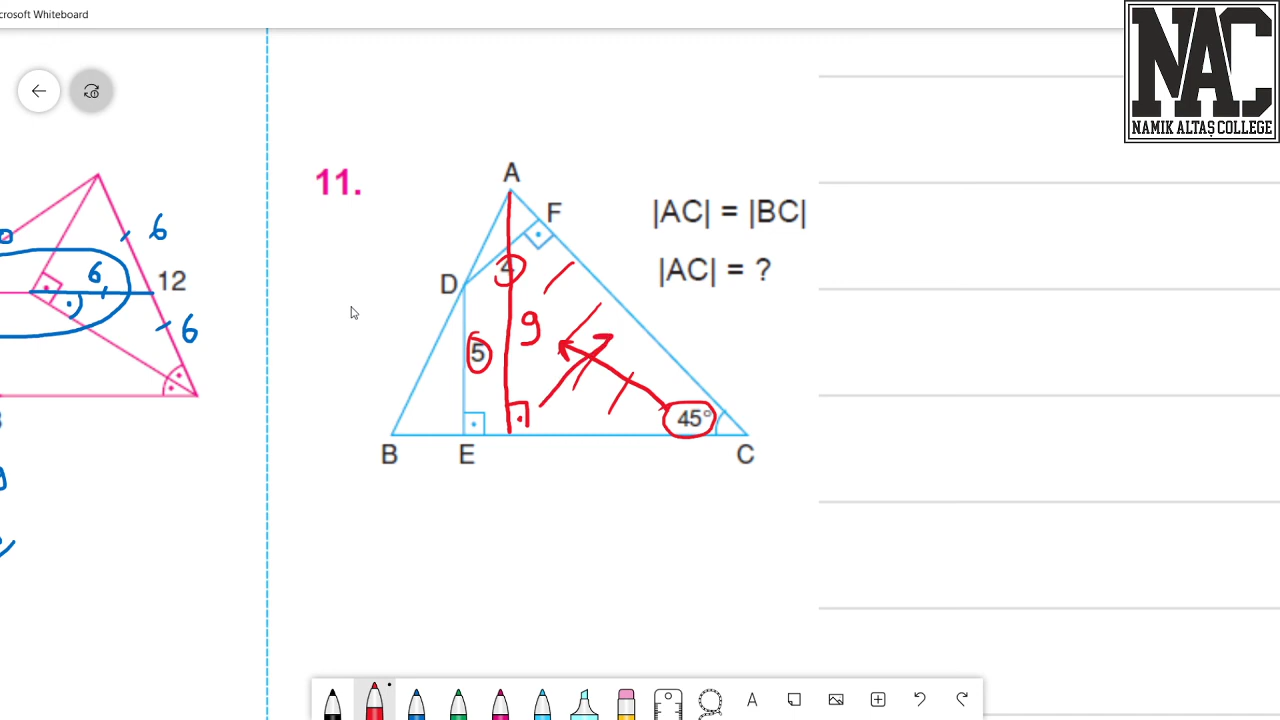 crosoft Whiteboard
NAC
NAMIK ALTAŞ COLLEGE
11.
A
F
|AC| = |BC|
|AC| = ?
D
4
9
5
45°
B
E
C
6
6
12
6
A